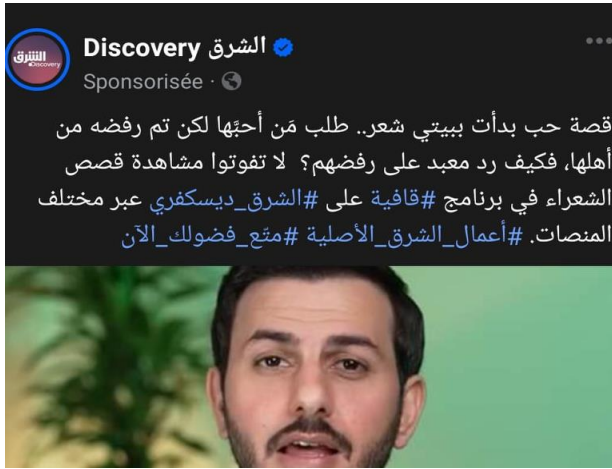 الشرق Discovery
Sponsorisée ·
قصة حب بدأت ببيتي شعر.. طلب مَن أحبَّها لكن تم رفضه من
أهلها، فكيف رد معبد على رفضهم؟ لا تفوتوا مشاهدة قصص
الشعراء في برنامج #قافية على #الشرق_ديسكفري عبر مختلف
المنصات. #أعمال_الشرق_الأصلية #متّع_فضولك_الآن
الشرق
Discovery